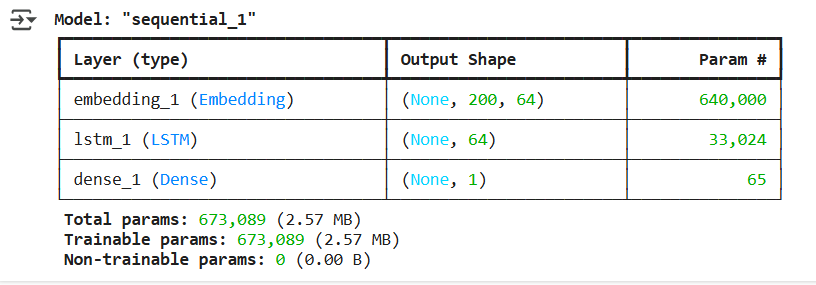 Model: "sequential_1"
Layer (type) Output Shape Param #
embedding_1 (Embedding) (None, 200, 64) 640,000
lstm_1 (LSTM) (None, 64) 33,024
dense_1 (Dense) (None, 1) 65
Total params: 673,089 (2.57 MB)
Trainable params: 673,089 (2.57 MB)
Non-trainable params: 0 (0.00 B)